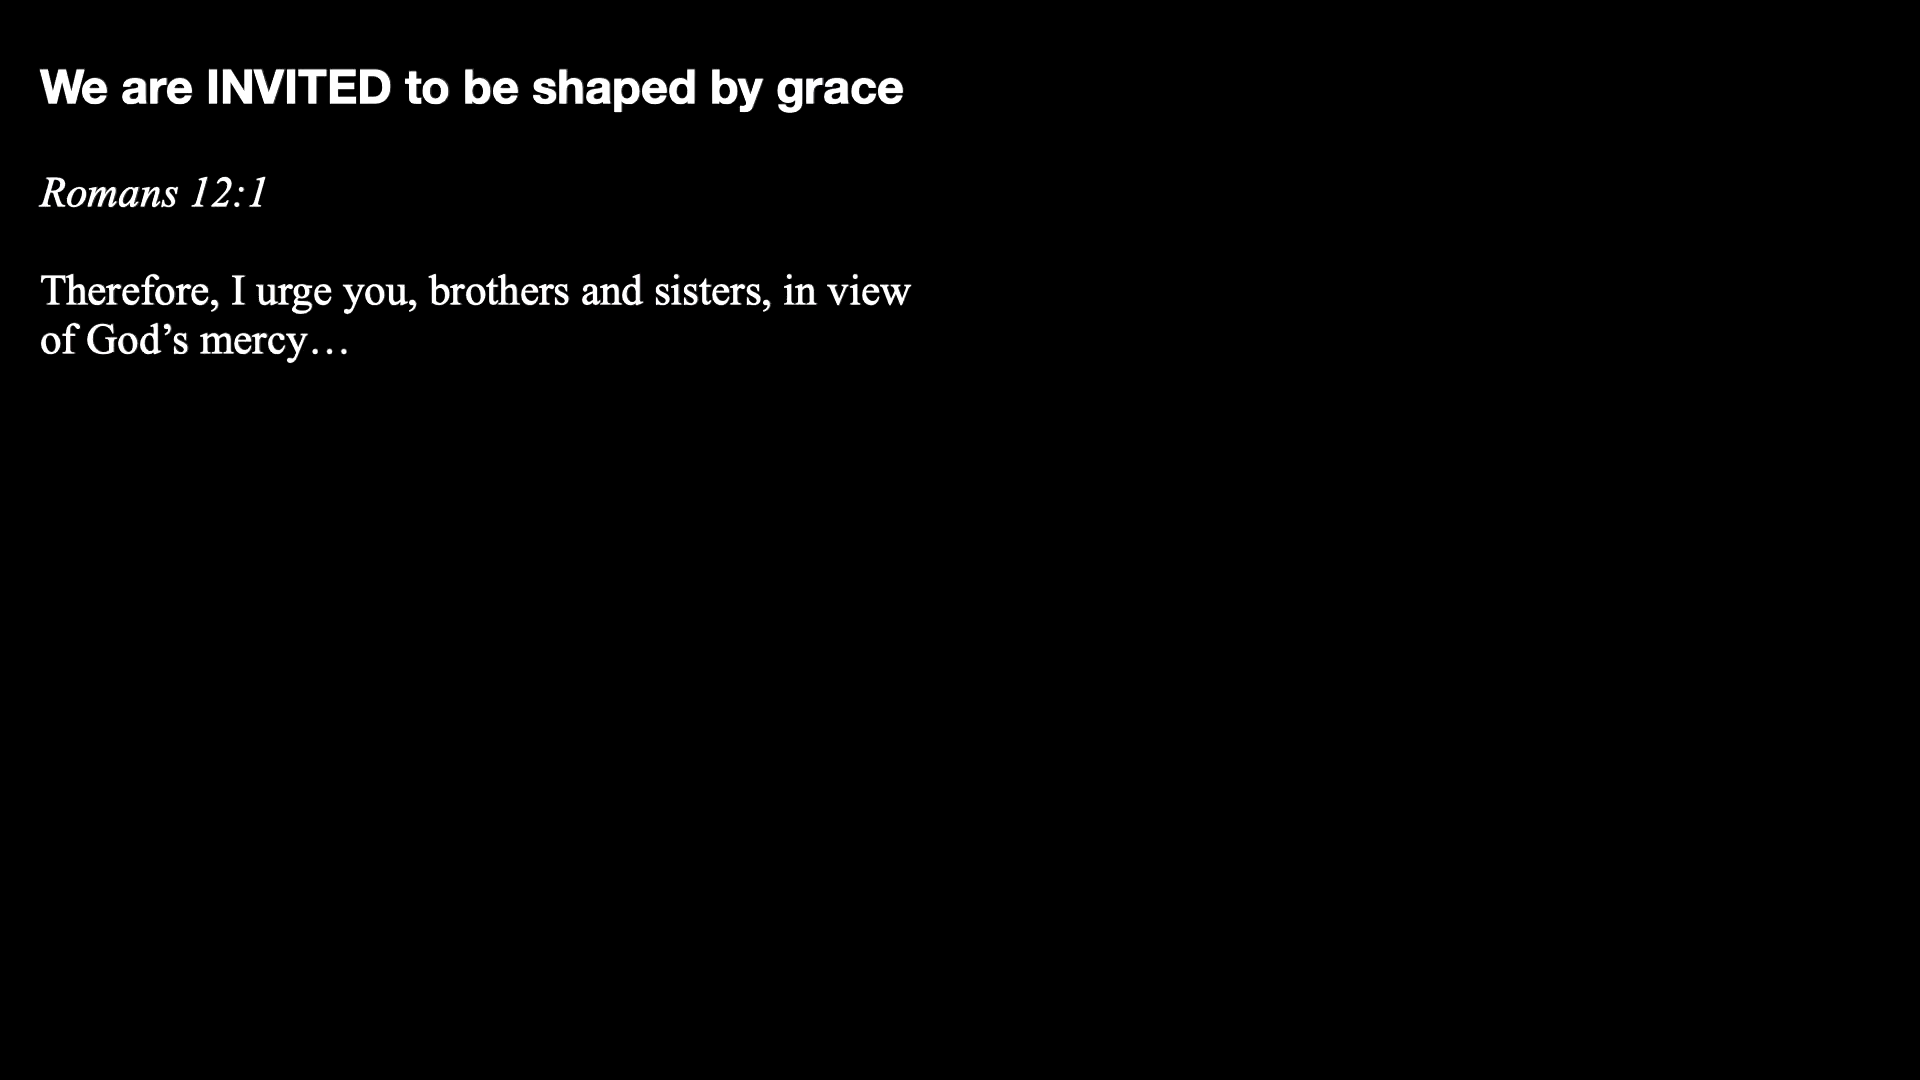 We are INVITED to be shaped by grace
Romans 12:1
Therefore, I urge you, brothers and sisters, in view
of God’s mercy…